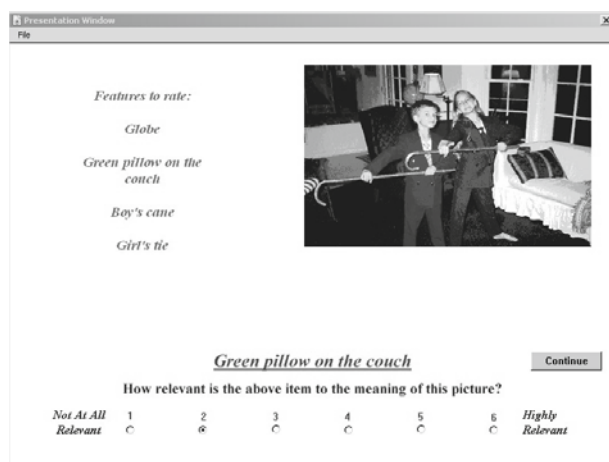 Presentation Window
File
Features to rate:
Globe
Green pillow on the
couch
Boy's cane
Girl's tie
Green pillow on the couch
Continue
How relevant is the above item to the meaning of this picture?
Not At All 1 2 3 4 5 6 Highly
Relevant Relevant